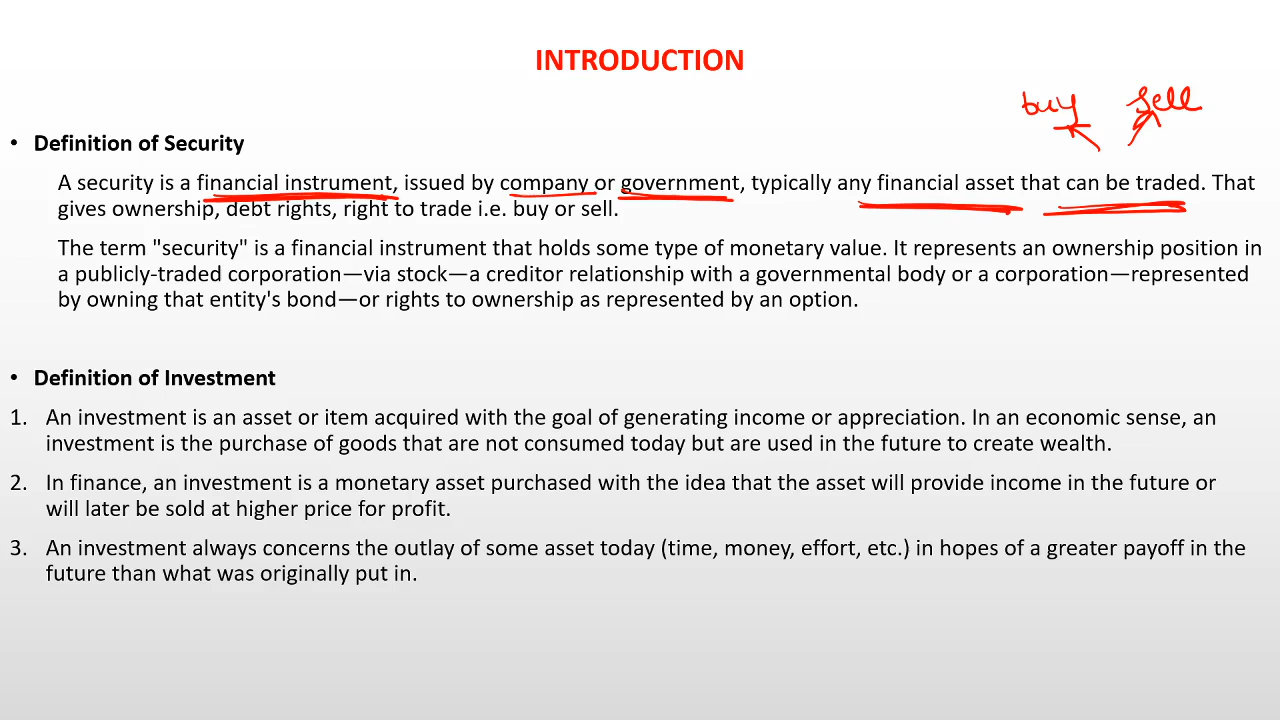 INTRODUCTION
buy sell
• Definition of Security
A security is a financial instrument, issued by company or government, typically any financial asset that can be traded. That
gives ownership, debt rights, right to trade i.e. buy or sell.
The term "security" is a financial instrument that holds some type of monetary value. It represents an ownership position in
a publicly-traded corporation—via stock—a creditor relationship with a governmental body or a corporation—represented
by owning that entity's bond—or rights to ownership as represented by an option.
• Definition of Investment
1. An investment is an asset or item acquired with the goal of generating income or appreciation. In an economic sense, an
investment is the purchase of goods that are not consumed today but are used in the future to create wealth.
2. In finance, an investment is a monetary asset purchased with the idea that the asset will provide income in the future or
will later be sold at higher price for profit.
3. An investment always concerns the outlay of some asset today (time, money, effort, etc.) in hopes of a greater payoff in the
future than what was originally put in.